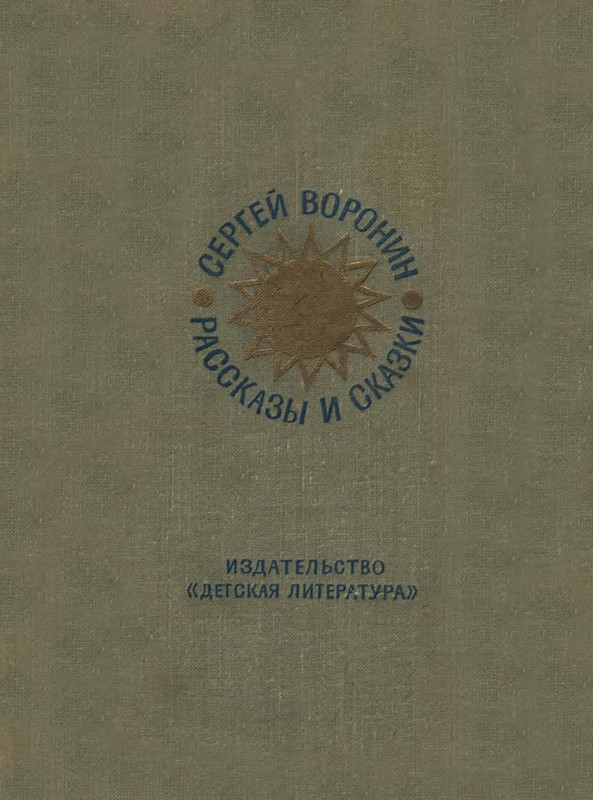 СЕРГЕЙ ВОРОНИН
РАССКАЗЫ И СКАЗКИ
ИЗДАТЕЛЬСТВО
«ДЕТСКАЯ ЛИТЕРАТУРА»